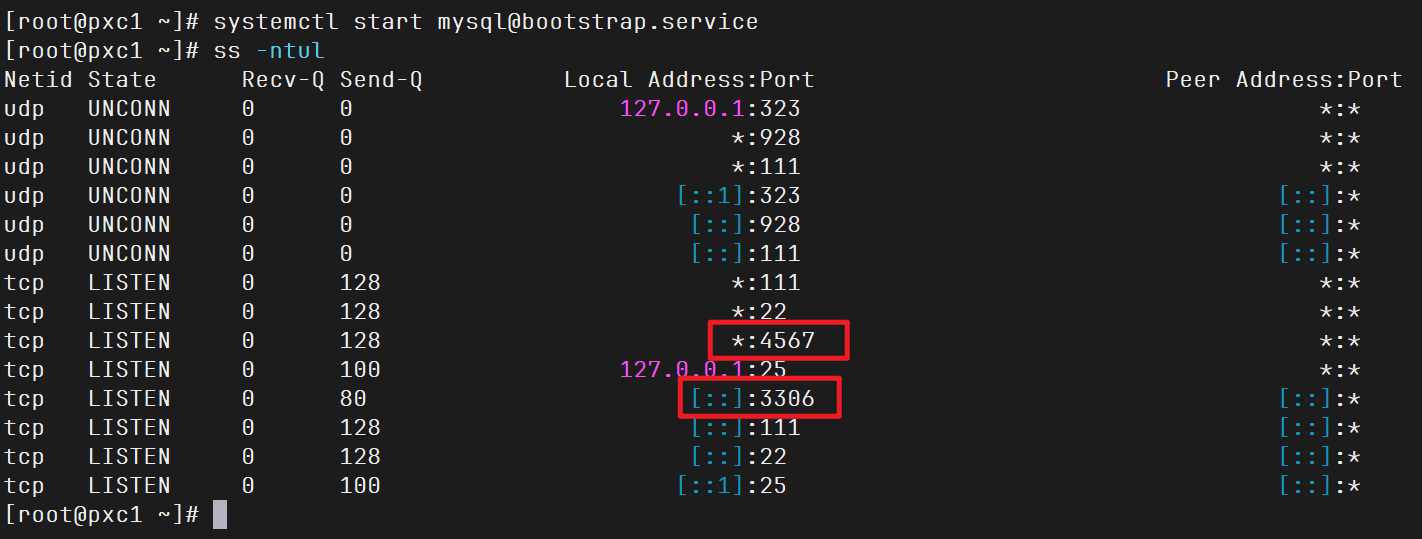 [root@pxc1 ~]# systemctl start mysql@bootstrap.service
[root@pxc1 ~]# ss -ntul
Netid State      Recv-Q Send-Q          Local Address:Port                         Peer Address:Port
udp   UNCONN     0      0                   127.0.0.1:323                                     *:*
udp   UNCONN     0      0                           *:928                                     *:*
udp   UNCONN     0      0                           *:111                                     *:*
udp   UNCONN     0      0                       [::1]:323                                  [::]:*
udp   UNCONN     0      0                        [::]:928                                  [::]:*
udp   UNCONN     0      0                        [::]:111                                  [::]:*
tcp   LISTEN     0      128                         *:111                                     *:*
tcp   LISTEN     0      128                         *:22                                      *:*
tcp   LISTEN     0      128                         *:4567                                    *:*
tcp   LISTEN     0      100                 127.0.0.1:25                                      *:*
tcp   LISTEN     0      80                       [::]:3306                                 [::]:*
tcp   LISTEN     0      128                      [::]:111                                  [::]:*
tcp   LISTEN     0      128                      [::]:22                                   [::]:*
tcp   LISTEN     0      100                     [::1]:25                                   [::]:*
[root@pxc1 ~]#